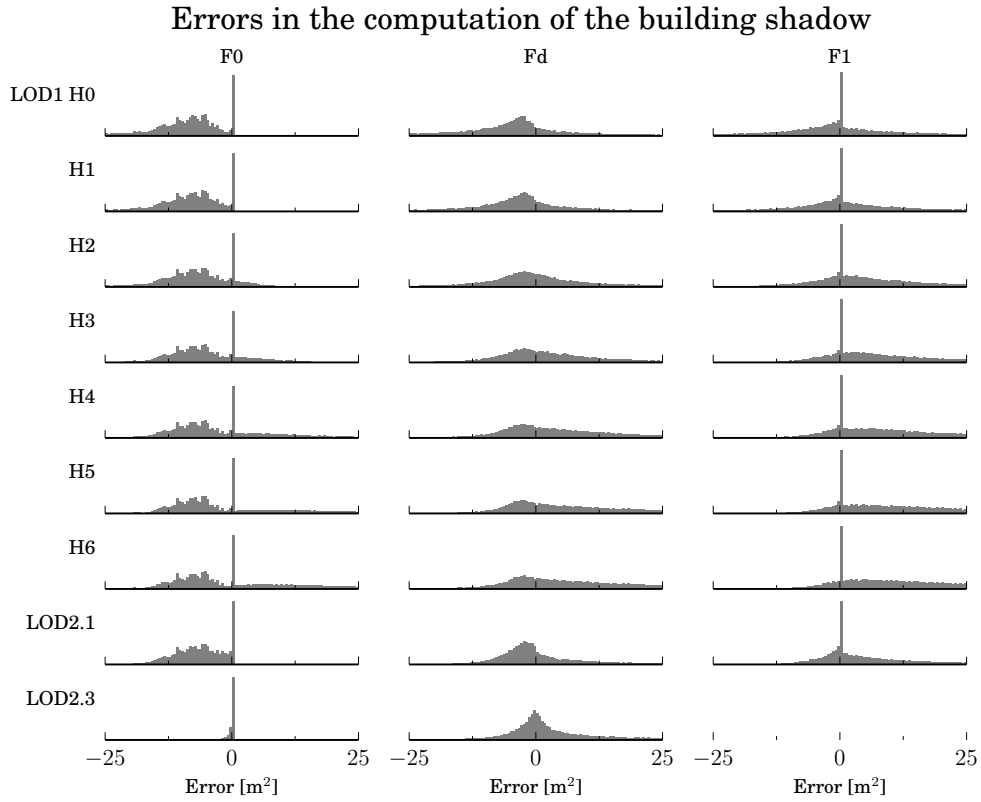 Errors in the computation of the building shadow
F0 Fd F1
LOD1 H0
H1
H2
H3
H4
H5
H6
LOD2.1
LOD2.3
−25 0 25 −25 0 25 −25 0 25
Error [m²] Error [m²] Error [m²]